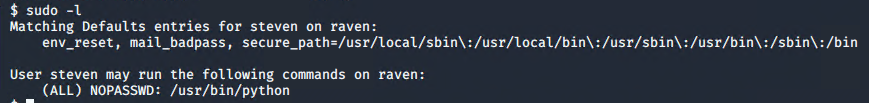 $ sudo -l
Matching Defaults entries for steven on raven:
    env_reset, mail_badpass, secure_path=/usr/local/sbin\:/usr/local/bin\:/usr/sbin\:/usr/bin\:/sbin\:/bin

User steven may run the following commands on raven:
    (ALL) NOPASSWD: /usr/bin/python
$